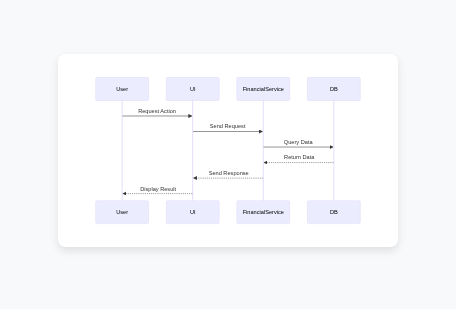 User UI FinancialService DB
Request Action
Send Request
Query Data
Return Data
Send Response
Display Result
User UI FinancialService DB